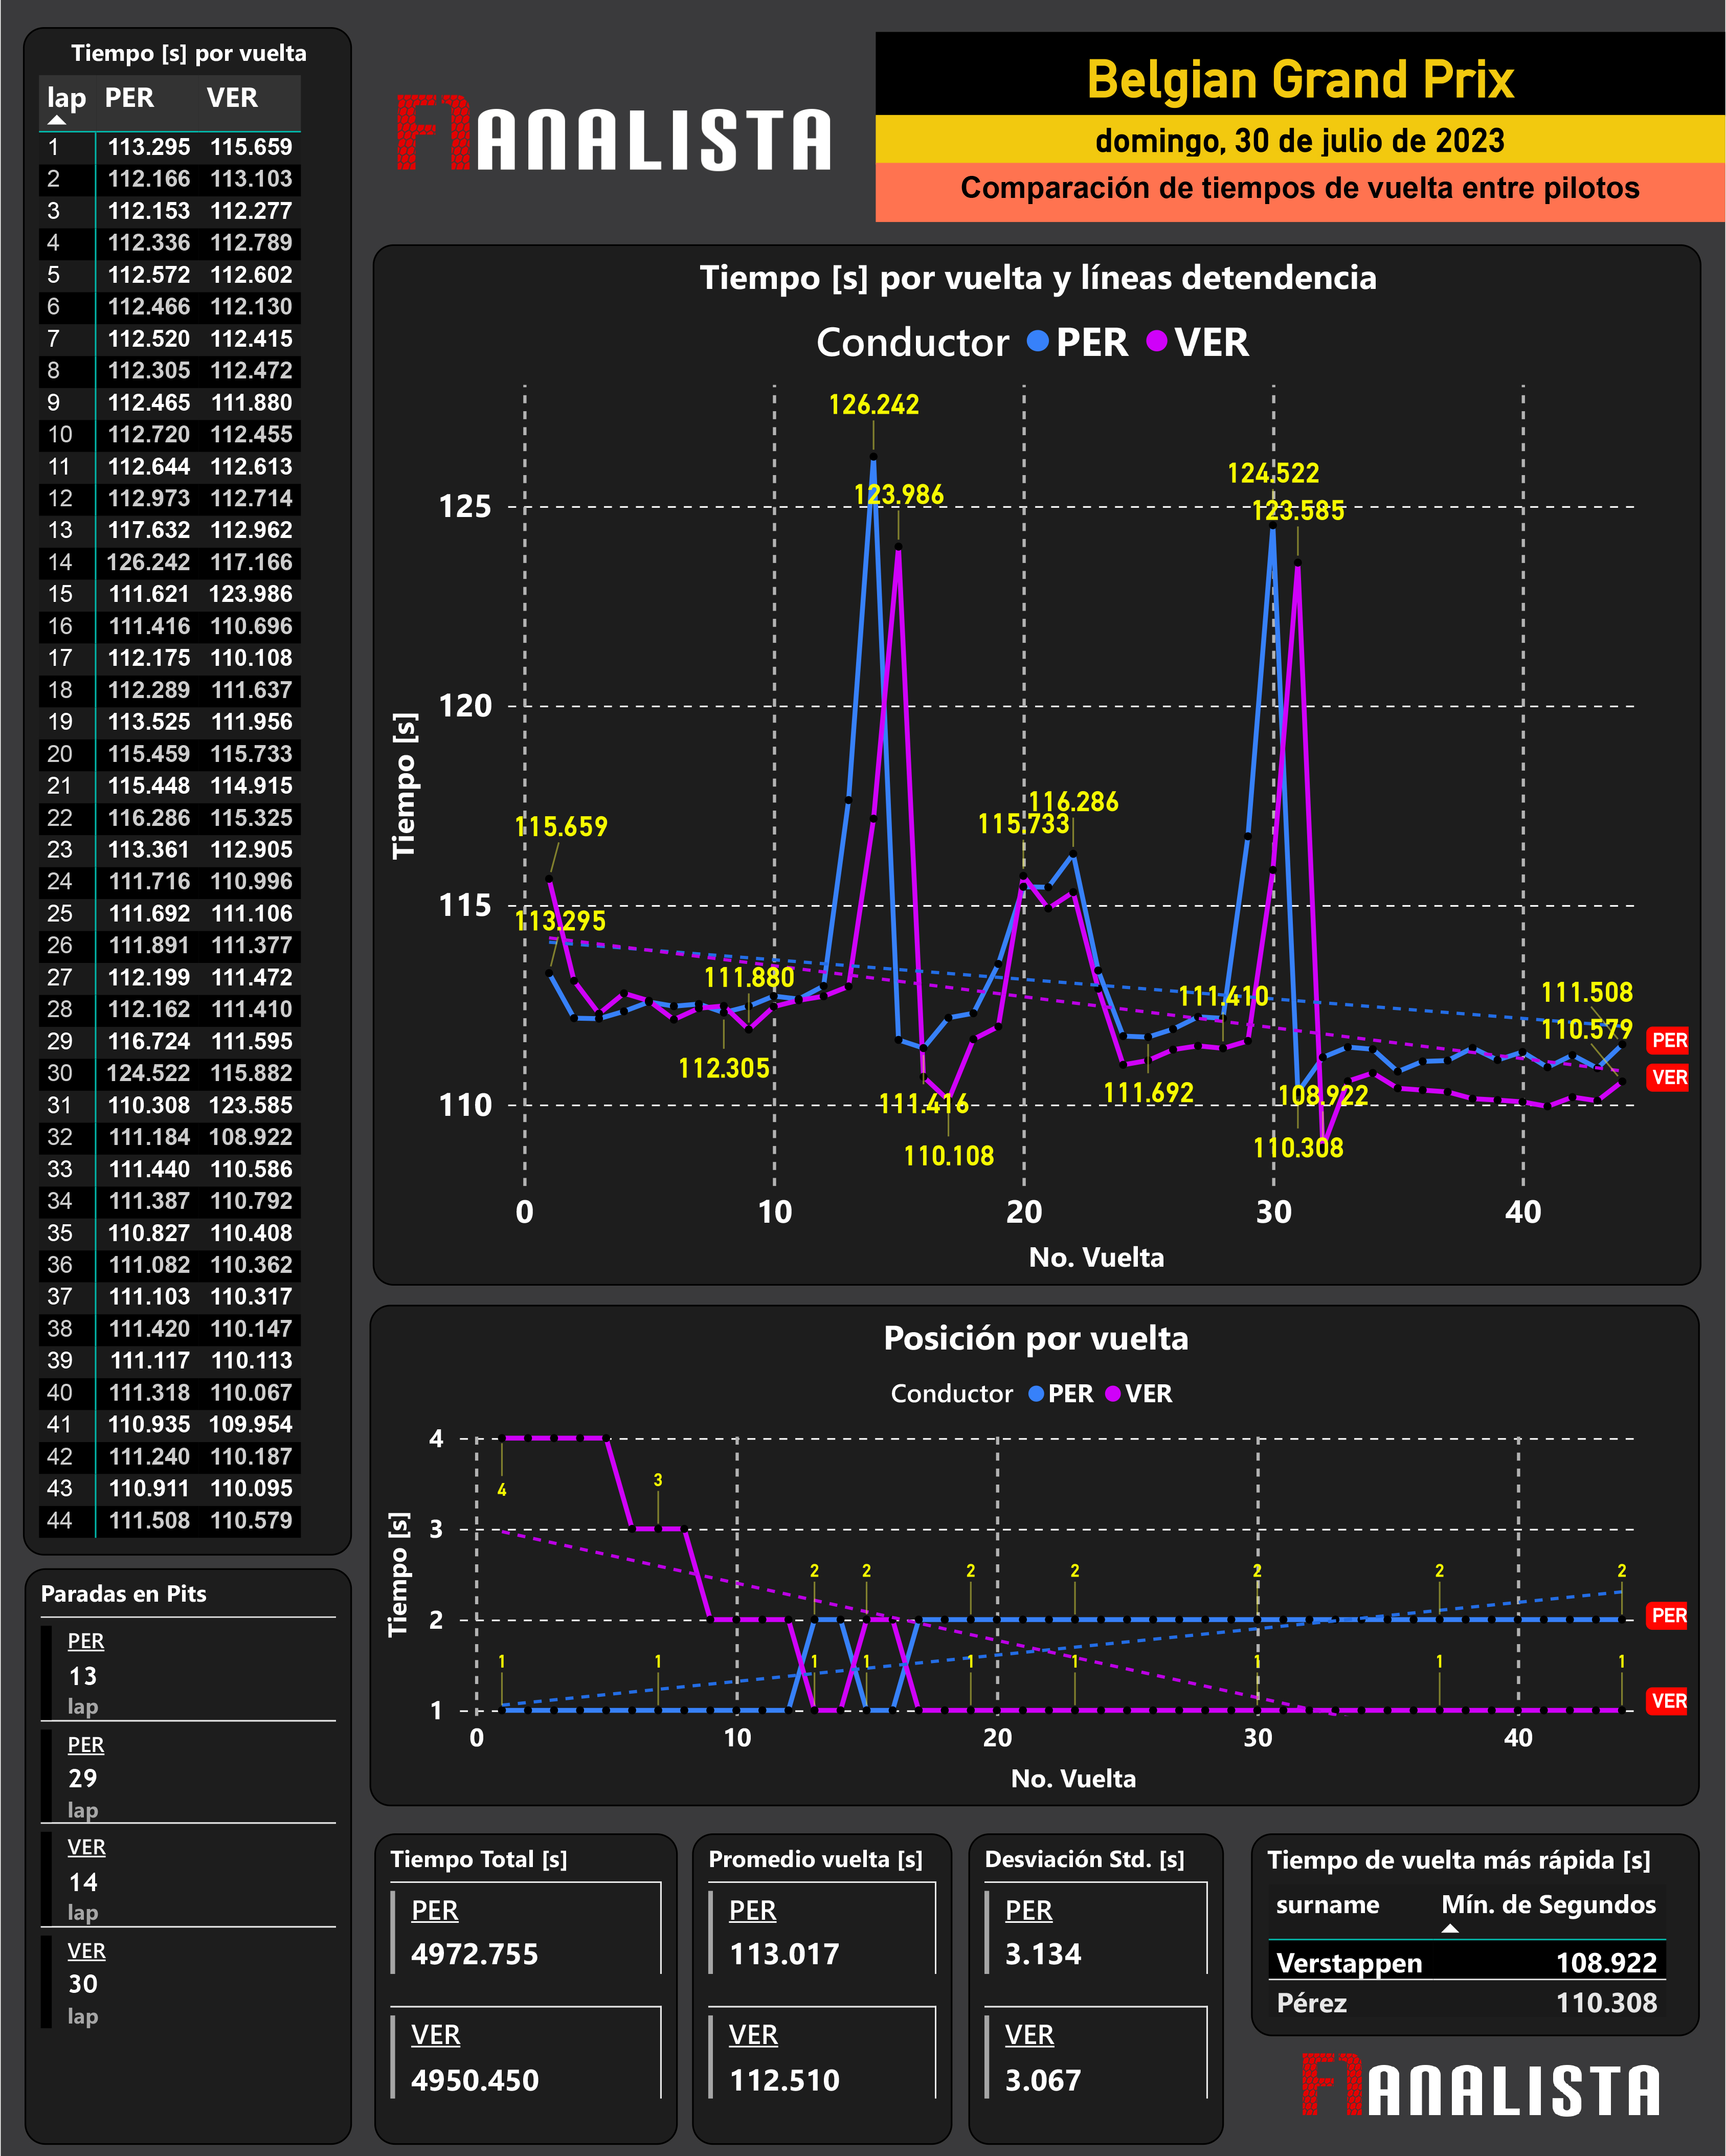 Tiempo [s] por vuelta
lap PER VER
1 113.295 115.659
2 112.166 113.103
3 112.153 112.277
4 112.336 112.789
5 112.572 112.602
6 112.466 112.130
7 112.520 112.415
8 112.305 112.472
9 112.465 111.880
10 112.720 112.455
11 112.644 112.613
12 112.973 112.714
13 117.632 112.962
14 126.242 117.166
15 111.621 123.986
16 111.416 110.696
17 112.175 110.108
18 112.289 111.637
19 113.525 111.956
20 115.459 115.733
21 115.448 114.915
22 116.286 115.325
23 113.361 112.905
24 111.716 110.996
25 111.692 111.106
26 111.891 111.377
27 112.199 111.472
28 112.162 111.410
29 116.724 111.595
30 124.522 115.882
31 110.308 123.585
32 111.184 108.922
33 111.440 110.586
34 111.387 110.792
35 110.827 110.408
36 111.082 110.362
37 111.103 110.317
38 111.420 110.147
39 111.117 110.113
40 111.318 110.067
41 110.935 109.954
42 111.240 110.187
43 110.911 110.095
44 111.508 110.579
Paradas en Pits
PER
13
lap
PER
29
lap
VER
14
lap
VER
30
lap
F1ANALISTA
Belgian Grand Prix
domingo, 30 de julio de 2023
Comparación de tiempos de vuelta entre pilotos
Tiempo [s] por vuelta y líneas detendencia
Conductor PER VER
126.242
124.522
123.986
123.585
125
120
116.286
115.733
115.659
115
113.295
111.880
111.410
111.508
110.579
PER
VER
112.305
111.692
108.922
111.416
110
110.308
110.108
0 10 20 30 40
Tiempo [s]
No. Vuelta
Posición por vuelta
Conductor PER VER
4
4
3
3
2 2 2 2 2 2 2
2
PER
1 1 1 1 1 1 1 1 1
1
VER
0 10 20 30 40
Tiempo [s]
No. Vuelta
Tiempo Total [s]
PER
4972.755
VER
4950.450
Promedio vuelta [s]
PER
113.017
VER
112.510
Desviación Std. [s]
PER
3.134
VER
3.067
Tiempo de vuelta más rápida [s]
surname Mín. de Segundos
Verstappen 108.922
Pérez 110.308
F1ANALISTA